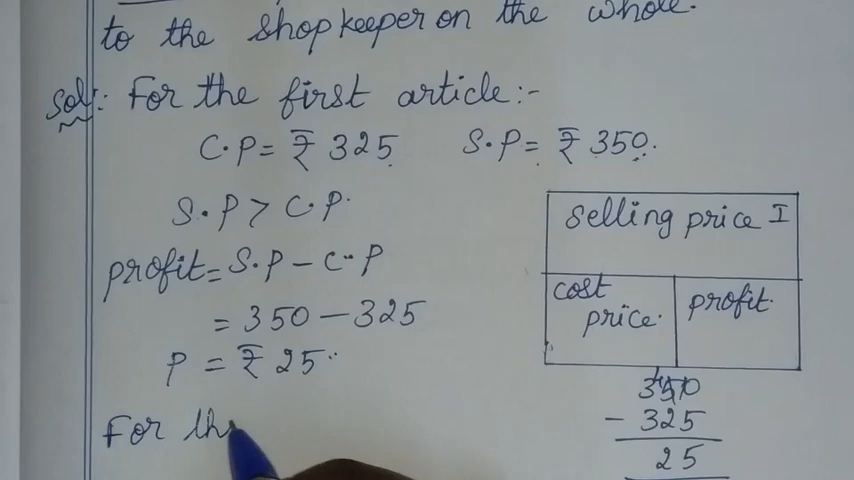 to the shopkeeper on the whole.
Sol: For the first article:-
C.P = ₹ 325 S.P = ₹ 350.
S.P > C.P.
profit = S.P - C.P
= 350 - 325
P = ₹ 25.
Selling price I
cost price. profit.
350
- 325
25
For th